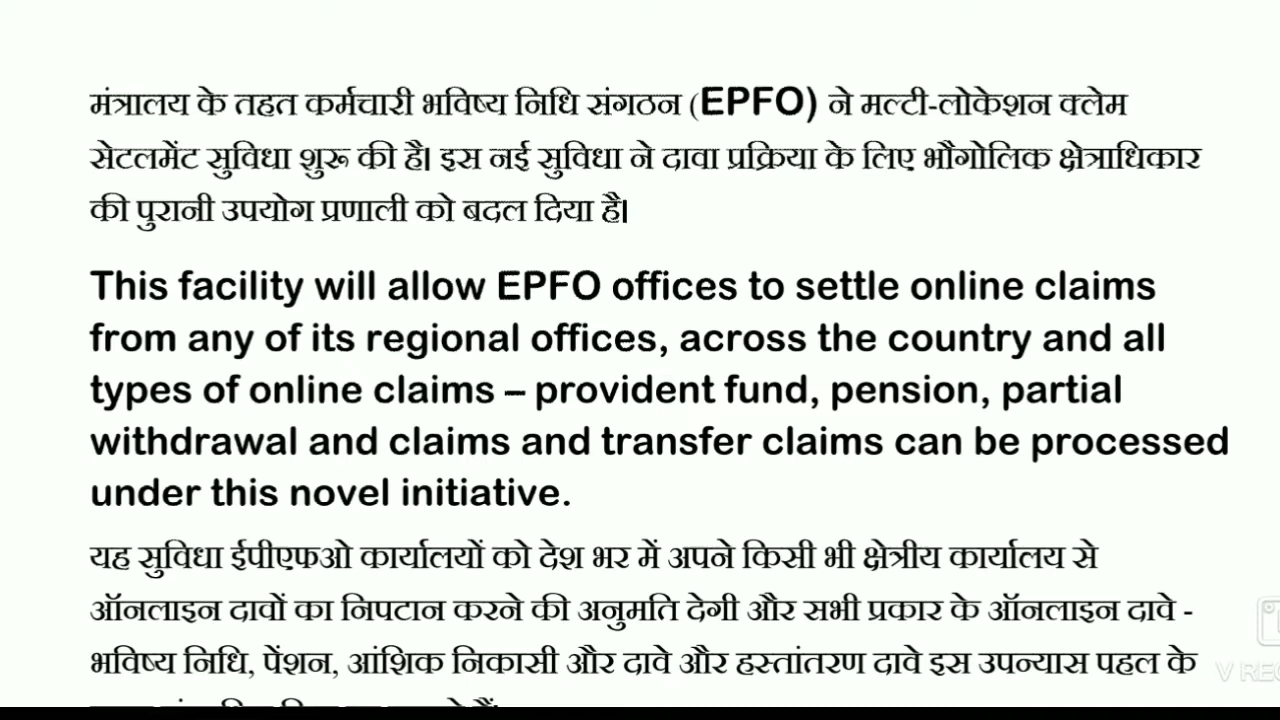 मंत्रालय के तहत कर्मचारी भविष्य निधि संगठन (EPFO) ने मल्टी-लोकेशन क्लेम
सेटलमेंट सुविधा शुरू की है। इस नई सुविधा ने दावा प्रक्रिया के लिए भौगोलिक क्षेत्राधिकार
की पुरानी उपयोग प्रणाली को बदल दिया है।
This facility will allow EPFO offices to settle online claims
from any of its regional offices, across the country and all
types of online claims – provident fund, pension, partial
withdrawal and claims and transfer claims can be processed
under this novel initiative.
यह सुविधा ईपीएफओ कार्यालयों को देश भर में अपने किसी भी क्षेत्रीय कार्यालय से
ऑनलाइन दावों का निपटान करने की अनुमति देगी और सभी प्रकार के ऑनलाइन दावे -
भविष्य निधि, पेंशन, आंशिक निकासी और दावे और हस्तांतरण दावे इस उपन्यास पहल के
V REC